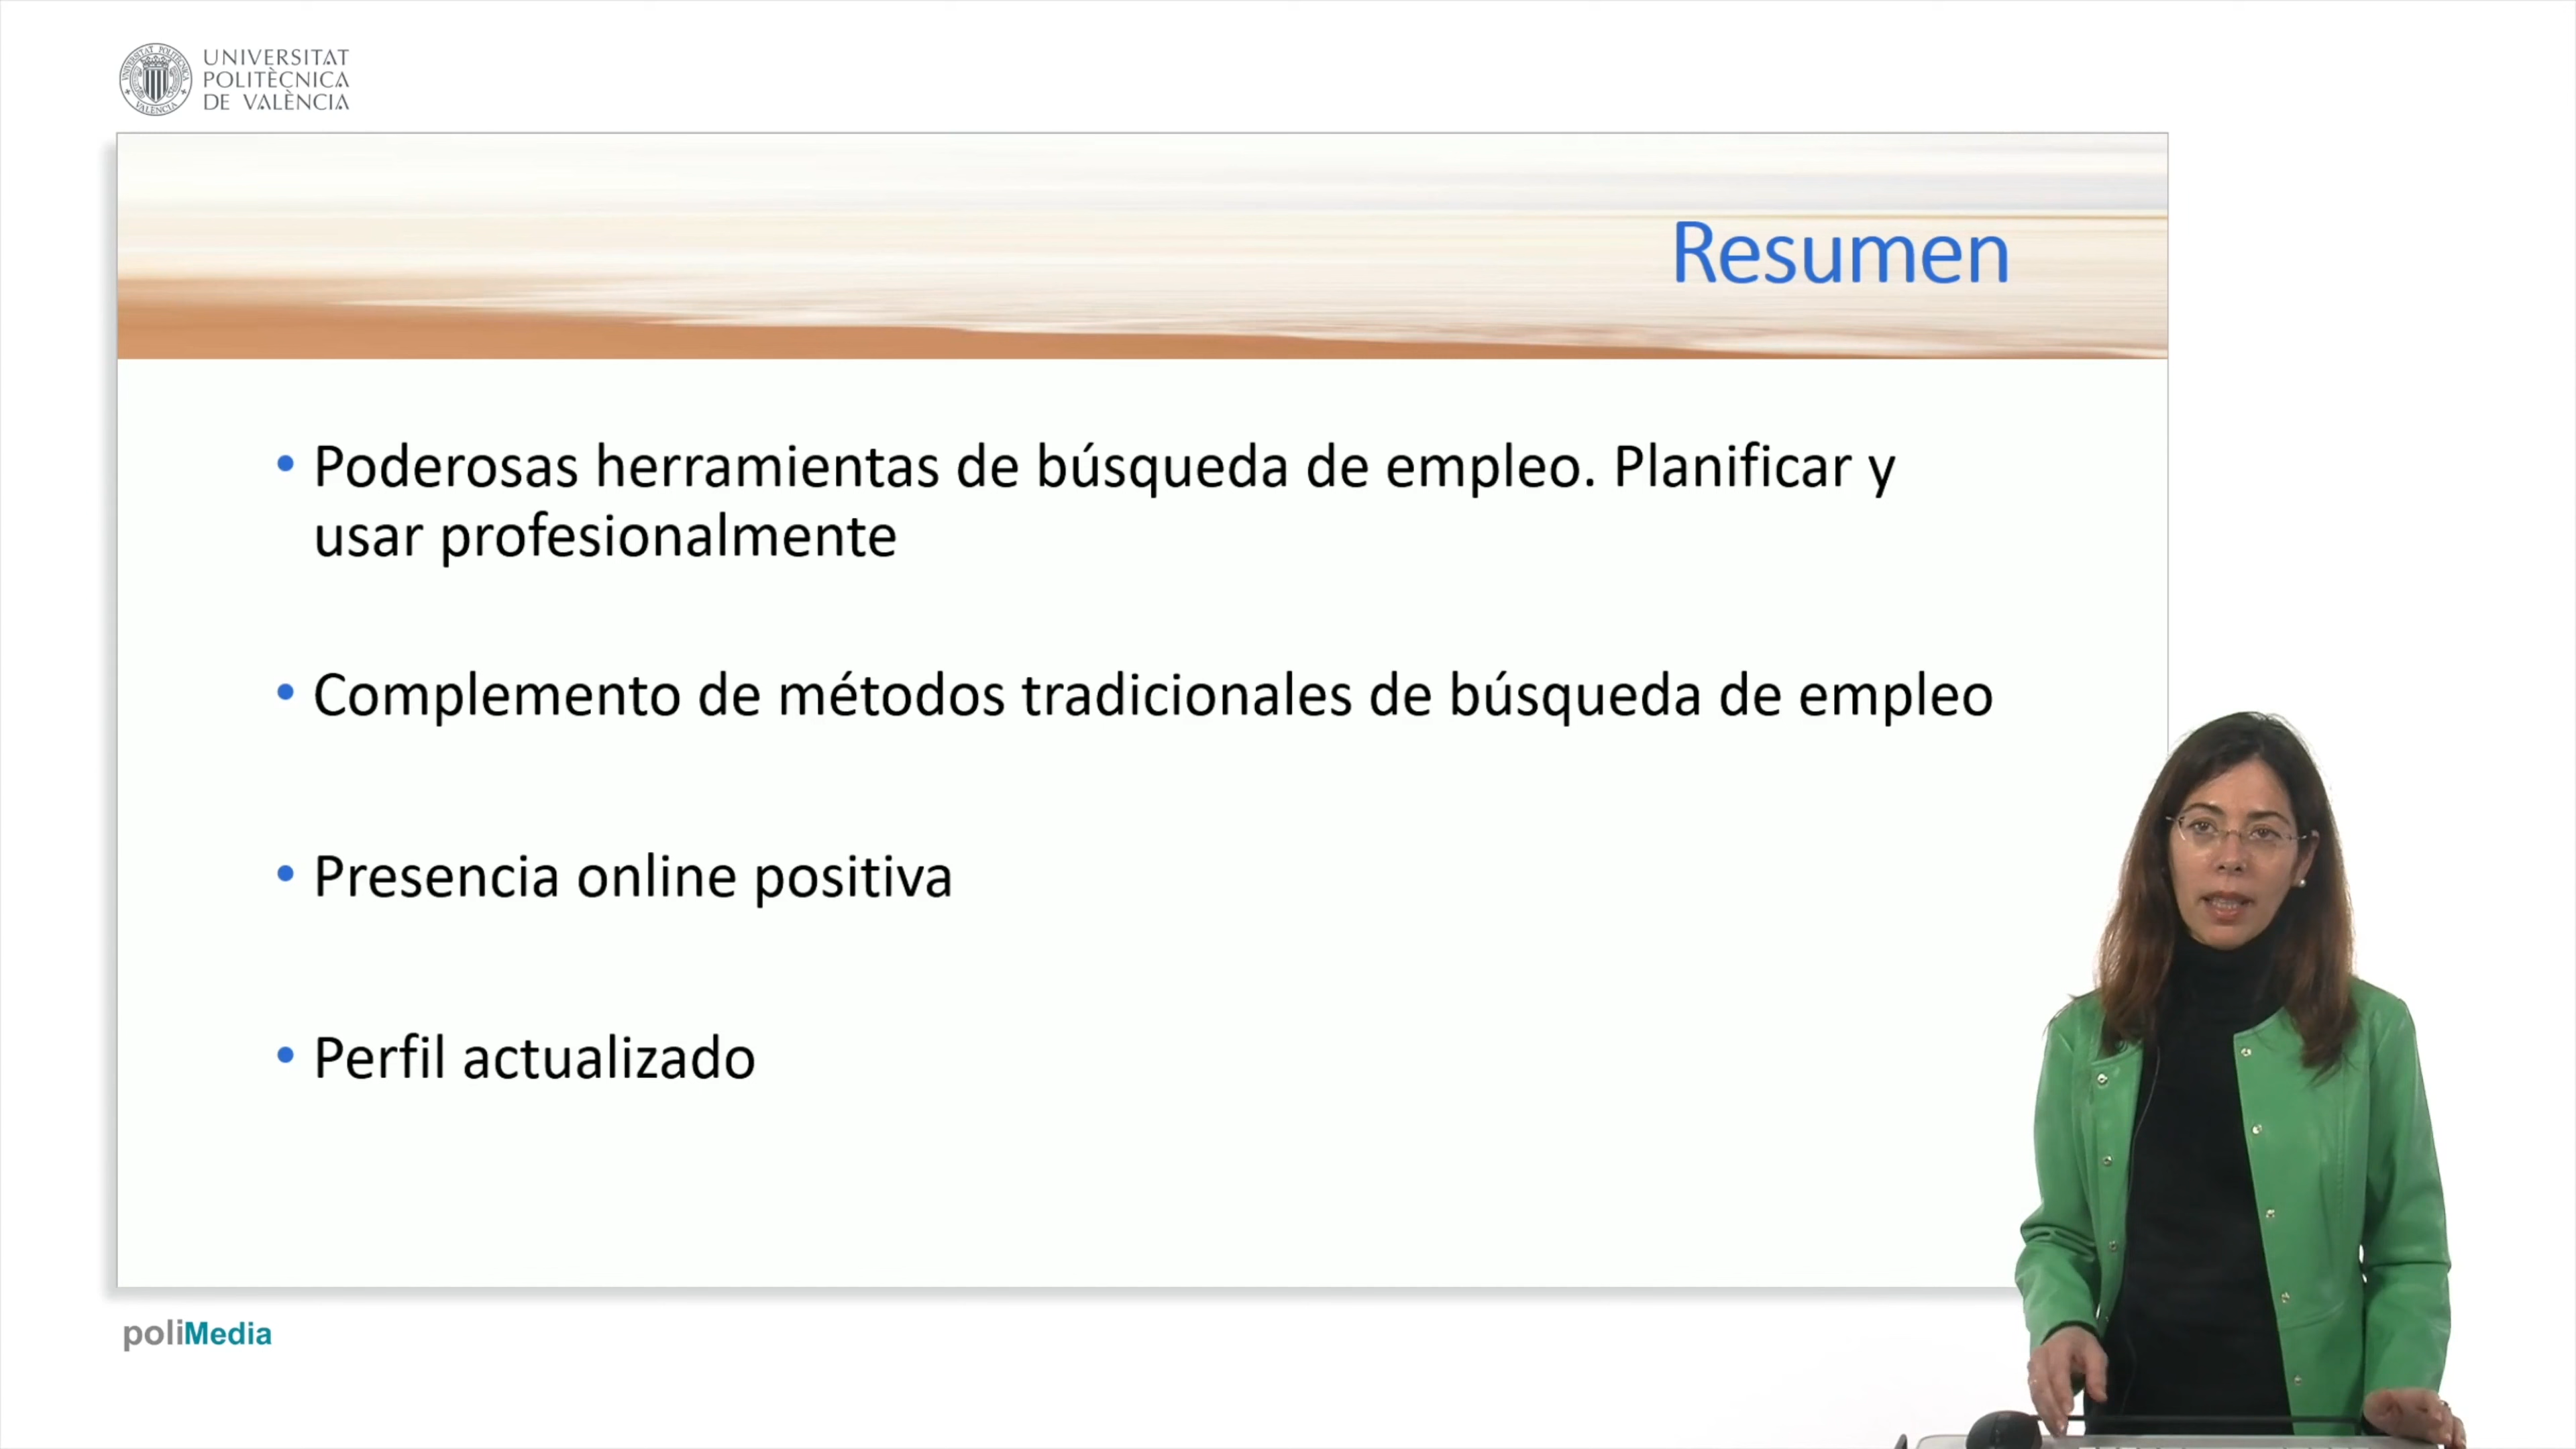 UNIVERSITAT
POLITÈCNICA
DE VALÈNCIA
Resumen
• Poderosas herramientas de búsqueda de empleo. Planificar y
usar profesionalmente
• Complemento de métodos tradicionales de búsqueda de empleo
• Presencia online positiva
• Perfil actualizado
poliMedia